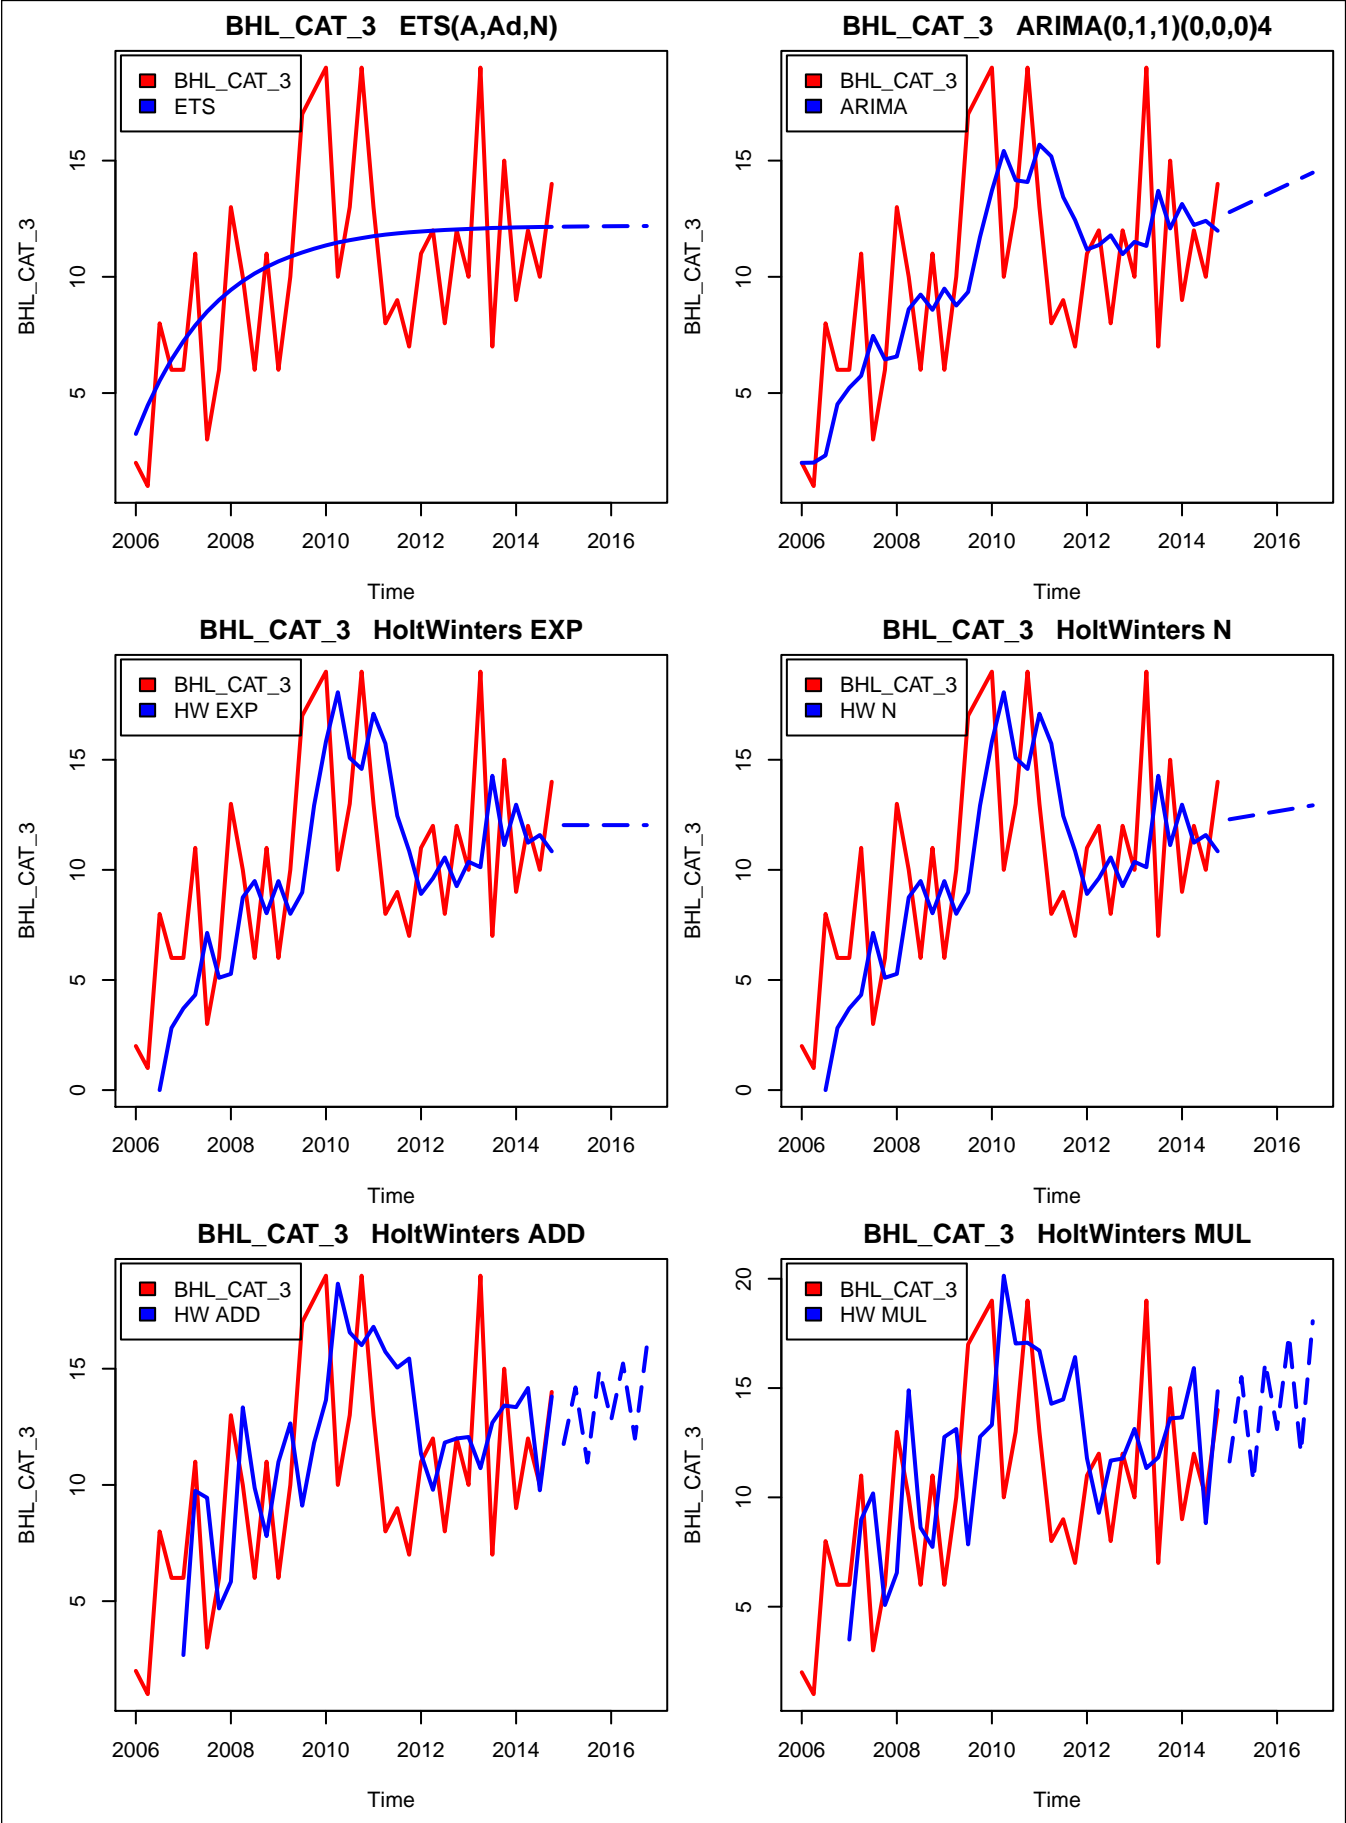 BHL_CAT_3 ETS(A,Ad,N)
BHL_CAT_3
ETS
BHL_CAT_3
5 10 15
2006 2008 2010 2012 2014 2016
Time
BHL_CAT_3 ARIMA(0,1,1)(0,0,0)4
BHL_CAT_3
ARIMA
BHL_CAT_3
5 10 15
2006 2008 2010 2012 2014 2016
Time
BHL_CAT_3 HoltWinters EXP
BHL_CAT_3
HW EXP
BHL_CAT_3
0 5 10 15
2006 2008 2010 2012 2014 2016
Time
BHL_CAT_3 HoltWinters N
BHL_CAT_3
HW N
BHL_CAT_3
0 5 10 15
2006 2008 2010 2012 2014 2016
Time
BHL_CAT_3 HoltWinters ADD
BHL_CAT_3
HW ADD
BHL_CAT_3
5 10 15
2006 2008 2010 2012 2014 2016
Time
BHL_CAT_3 HoltWinters MUL
BHL_CAT_3
HW MUL
BHL_CAT_3
5 10 15 20
2006 2008 2010 2012 2014 2016
Time